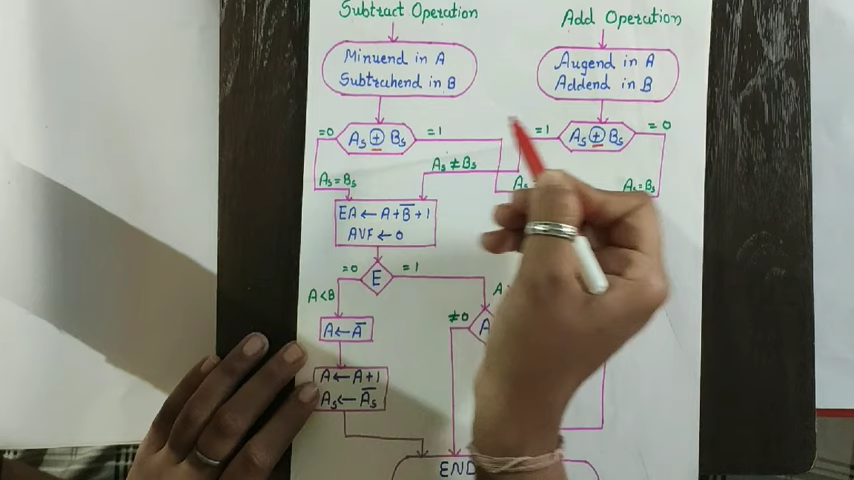 Subtract Operation
Add Operation
Minuend in A
Subtrahend in B
Augend in A
Addend in B
=0
As ⊕ Bs
=1
=1
As ⊕ Bs
=0
As = Bs
As ≠ Bs
As
As = Bs
EA ← A + B̅ + 1
AVF ← 0
=0
E
=1
A < B
A
≠0
A
A ← A̅
A ← A+1
As ← A̅s
END